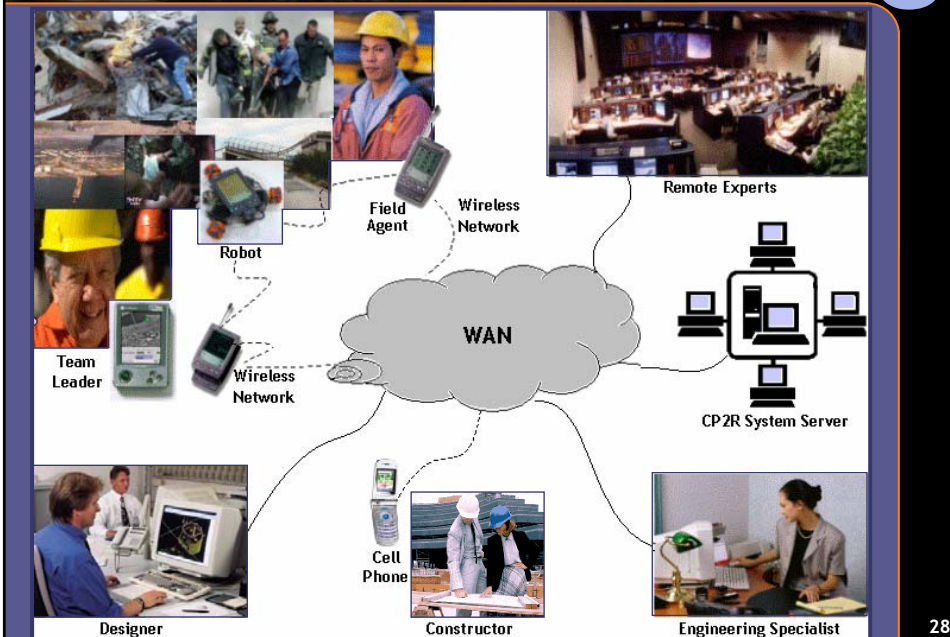 Remote Experts
Field
Agent
Wireless
Network
Robot
WAN
Team
Leader
Wireless
Network
CP2R System Server
Cell
Phone
Designer
Constructor
Engineering Specialist
28